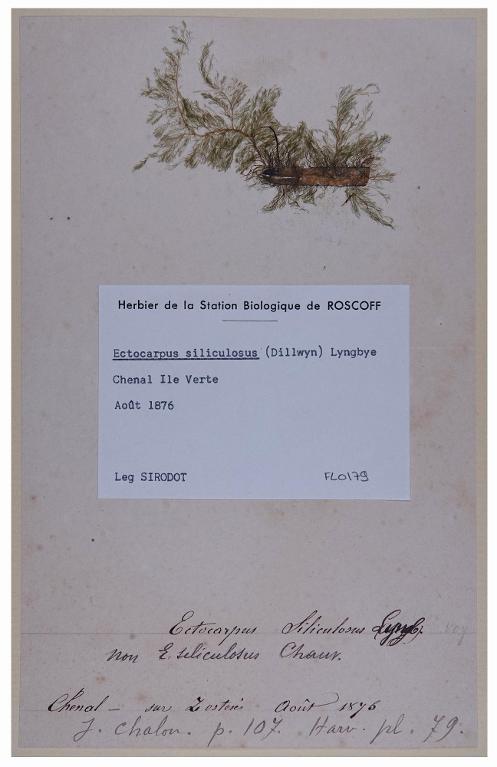 Herbier de la Station Biologique de ROSCOFF
Ectocarpus siliculosus (Dillwyn) Lyngbye
Chenal Ile Verte
Août 1876
Leg SIRODOT FL0179
Ectocarpus Siliculosus Lyngb.
non E. siliculosus Chauv.
Chenal – sur Août 1876
J. Chalon. p. 107. Harv. pl. 79.